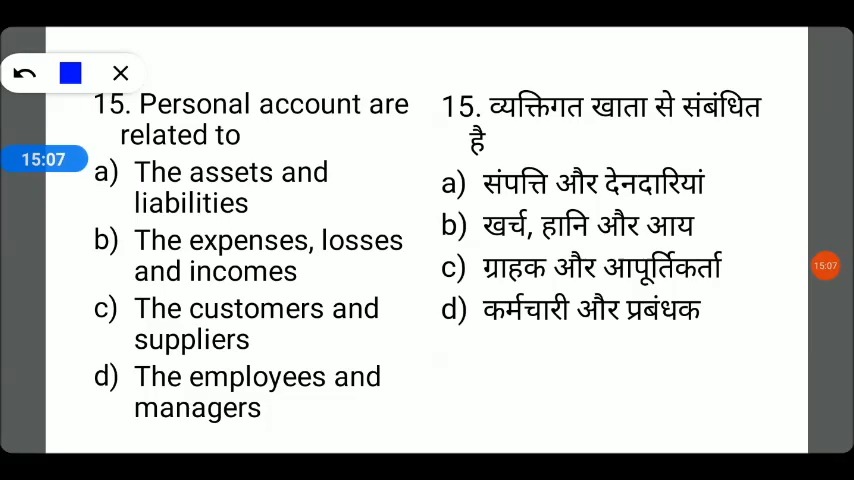 15. Personal account are
related to
a) The assets and
liabilities
b) The expenses, losses
and incomes
c) The customers and
suppliers
d) The employees and
managers
15. व्यक्तिगत खाता से संबंधित
है
a) संपत्ति और देनदारियां
b) खर्च, हानि और आय
c) ग्राहक और आपूर्तिकर्ता
d) कर्मचारी और प्रबंधक
15:07
15:07